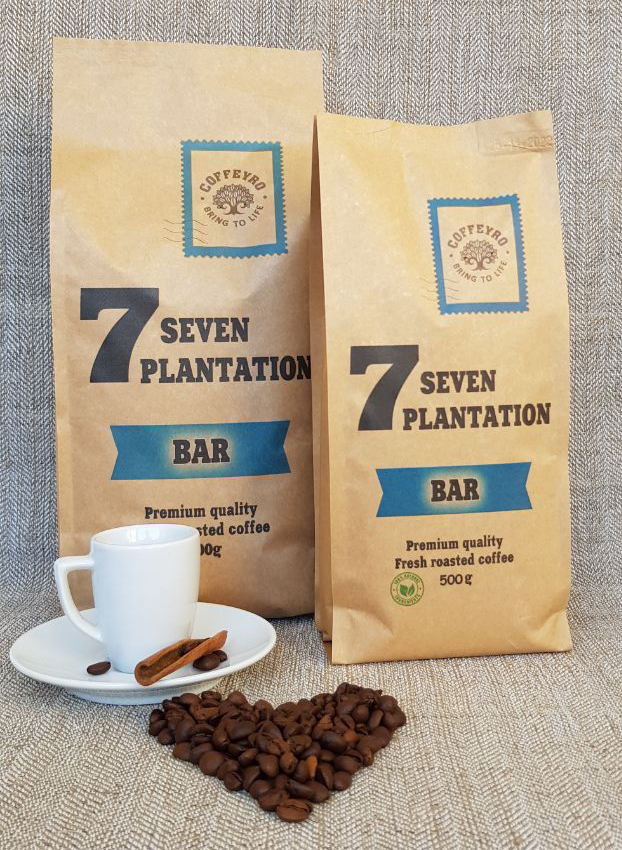 COFFEYRO
BRING TO LIFE
7 SEVEN
PLANTATION
BAR
Premium quality
coffee
COFFEYRO
BRING TO LIFE
7 SEVEN
PLANTATION
BAR
Premium quality
Fresh roasted coffee
500g